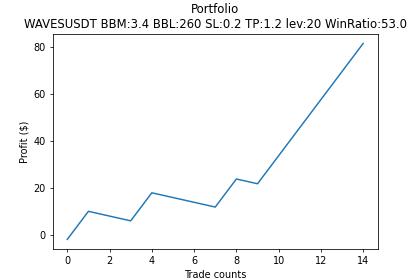 Portfolio
WAVESUSDT BBM:3.4 BBL:260 SL:0.2 TP:1.2 lev:20 WinRatio:53.0
80
60
40
20
0
Profit ($)
0 2 4 6 8 10 12 14
Trade counts